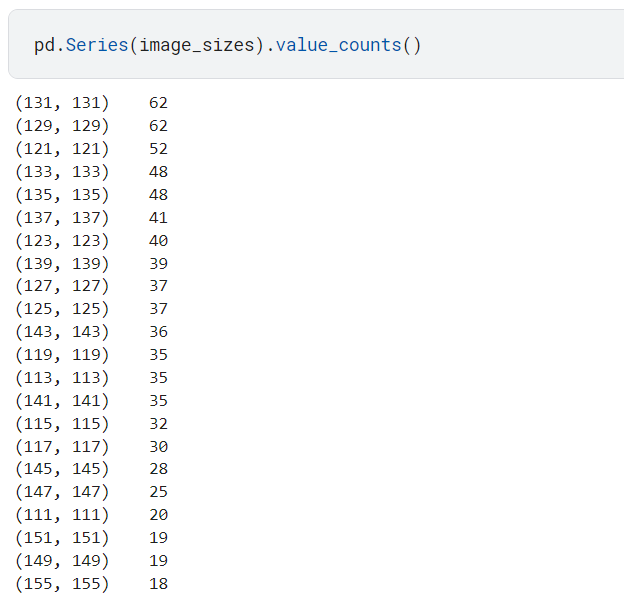 pd.Series(image_sizes).value_counts()
(131, 131)    62
(129, 129)    62
(121, 121)    52
(133, 133)    48
(135, 135)    48
(137, 137)    41
(123, 123)    40
(139, 139)    39
(127, 127)    37
(125, 125)    37
(143, 143)    36
(119, 119)    35
(113, 113)    35
(141, 141)    35
(115, 115)    32
(117, 117)    30
(145, 145)    28
(147, 147)    25
(111, 111)    20
(151, 151)    19
(149, 149)    19
(155, 155)    18